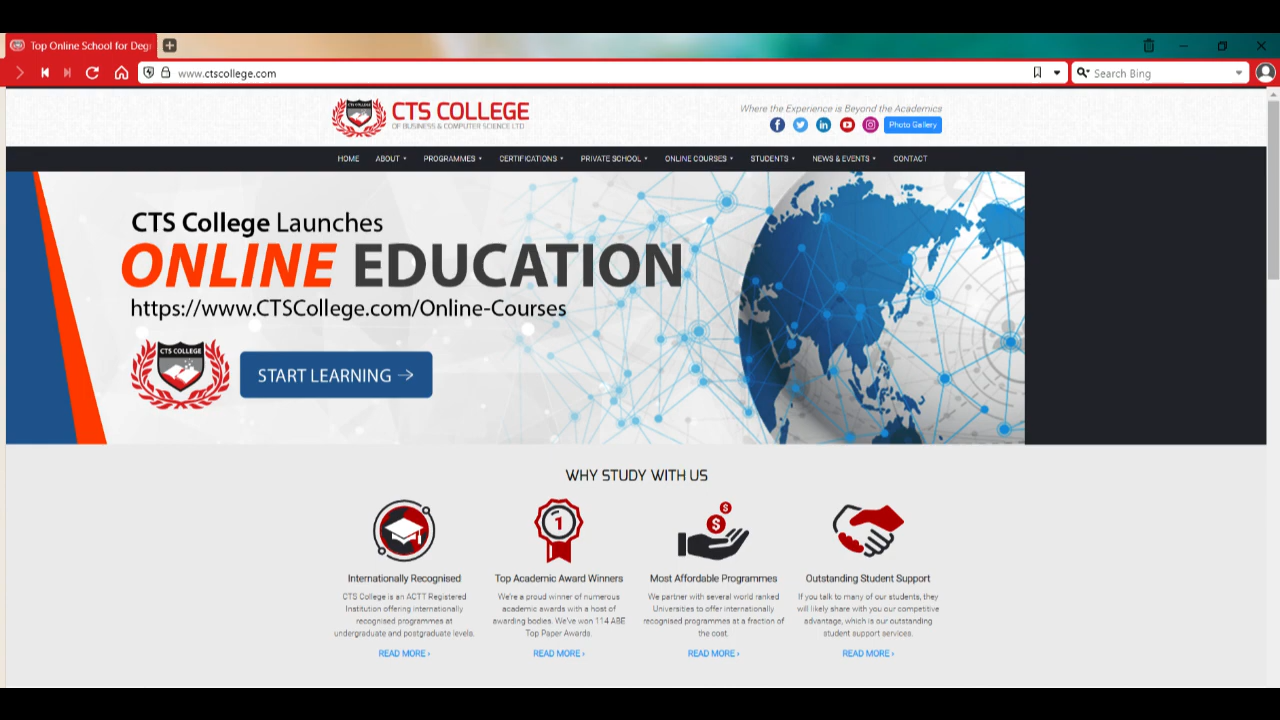 Top Online School for Degr
www.ctscollege.com
Search Bing
CTS COLLEGE
CTS COLLEGE
OF BUSINESS & COMPUTER SCIENCE LTD
Where the Experience is Beyond the Academics
Photo Gallery
HOME ABOUT PROGRAMMES CERTIFICATIONS PRIVATE SCHOOL ONLINE COURSES STUDENTS NEWS & EVENTS CONTACT
CTS College Launches
ONLINE EDUCATION
https://www.CTSCollege.com/Online-Courses
CTS COLLEGE
START LEARNING →
WHY STUDY WITH US
Internationally Recognised
CTS College is an ACTT Registered
Institution offering internationally
recognised programmes at
undergraduate and postgraduate levels.
READ MORE ›
1
Top Academic Award Winners
We're a proud winner of numerous
academic awards with a host of
awarding bodies. We've won 114 ABE
Top Paper Awards.
READ MORE ›
$
$
Most Affordable Programmes
We partner with several world ranked
Universities to offer internationally
recognised programmes at a fraction of
the cost.
READ MORE ›
Outstanding Student Support
If you talk to many of our students, they
will likely share with you our competitive
advantage, which is our outstanding
student support services.
READ MORE ›